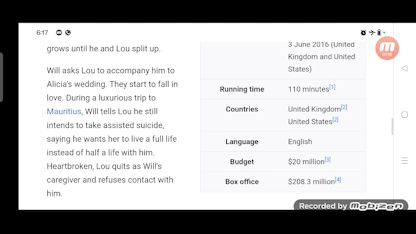 6:17
grows until he and Lou split up.
Will asks Lou to accompany him to
Alicia's wedding. They start to fall in
love. During a luxurious trip to
Mauritius, Will tells Lou he still
intends to take assisted suicide,
saying he wants her to live a full life
instead of half a life with him.
Heartbroken, Lou quits as Will's
caregiver and refuses contact with
him.
3 June 2016 (United
Kingdom and United
States)
Running time 110 minutes[1]
Countries United Kingdom[2]
United States[2]
Language English
Budget $20 million[3]
Box office $208.3 million[4]
Recorded by Mobizen